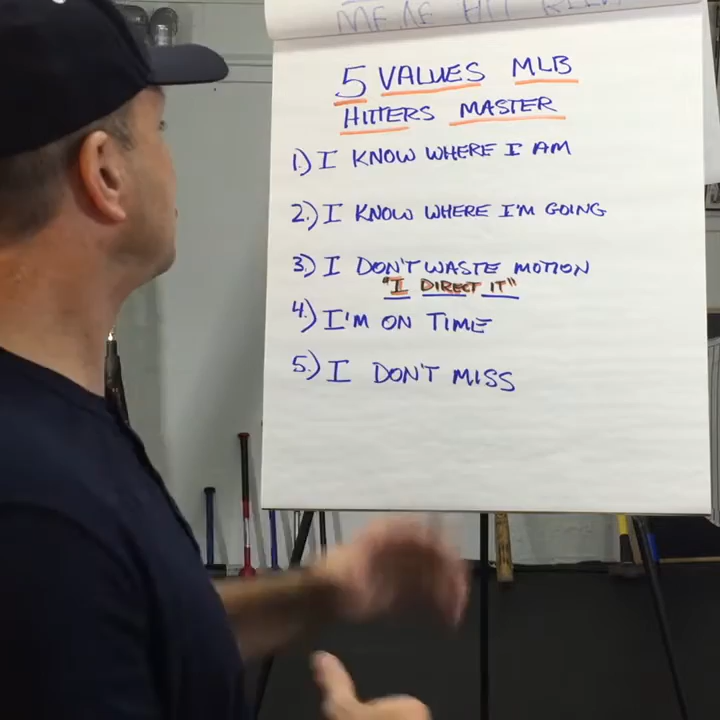 5 VALUES MLB
HITTERS MASTER
1.) I KNOW WHERE I AM
2.) I KNOW WHERE I'M GOING
3.) I DON'T WASTE MOTION
"I DIRECT IT"
4.) I'M ON TIME
5.) I DON'T MISS